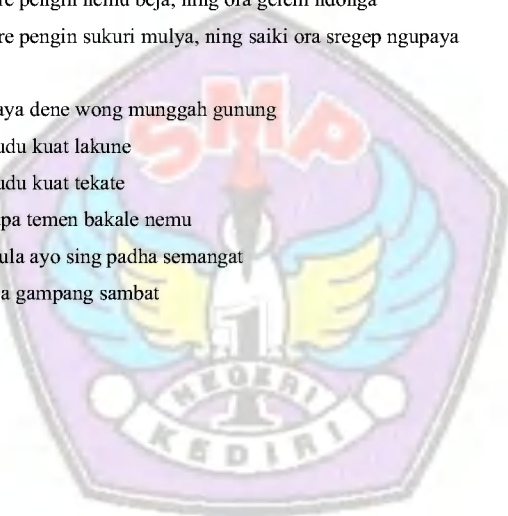 re pengin nemu beja, ning ora gelem ndonga
re pengin sukuri mulya, ning saiki ora sregep ngupaya
aya dene wong munggah gunung
udu kuat lakune
udu kuat tekate
pa temen bakale nemu
ula ayo sing padha semangat
a gampang sambat
SMP
1
NEGERI
KEDIRI